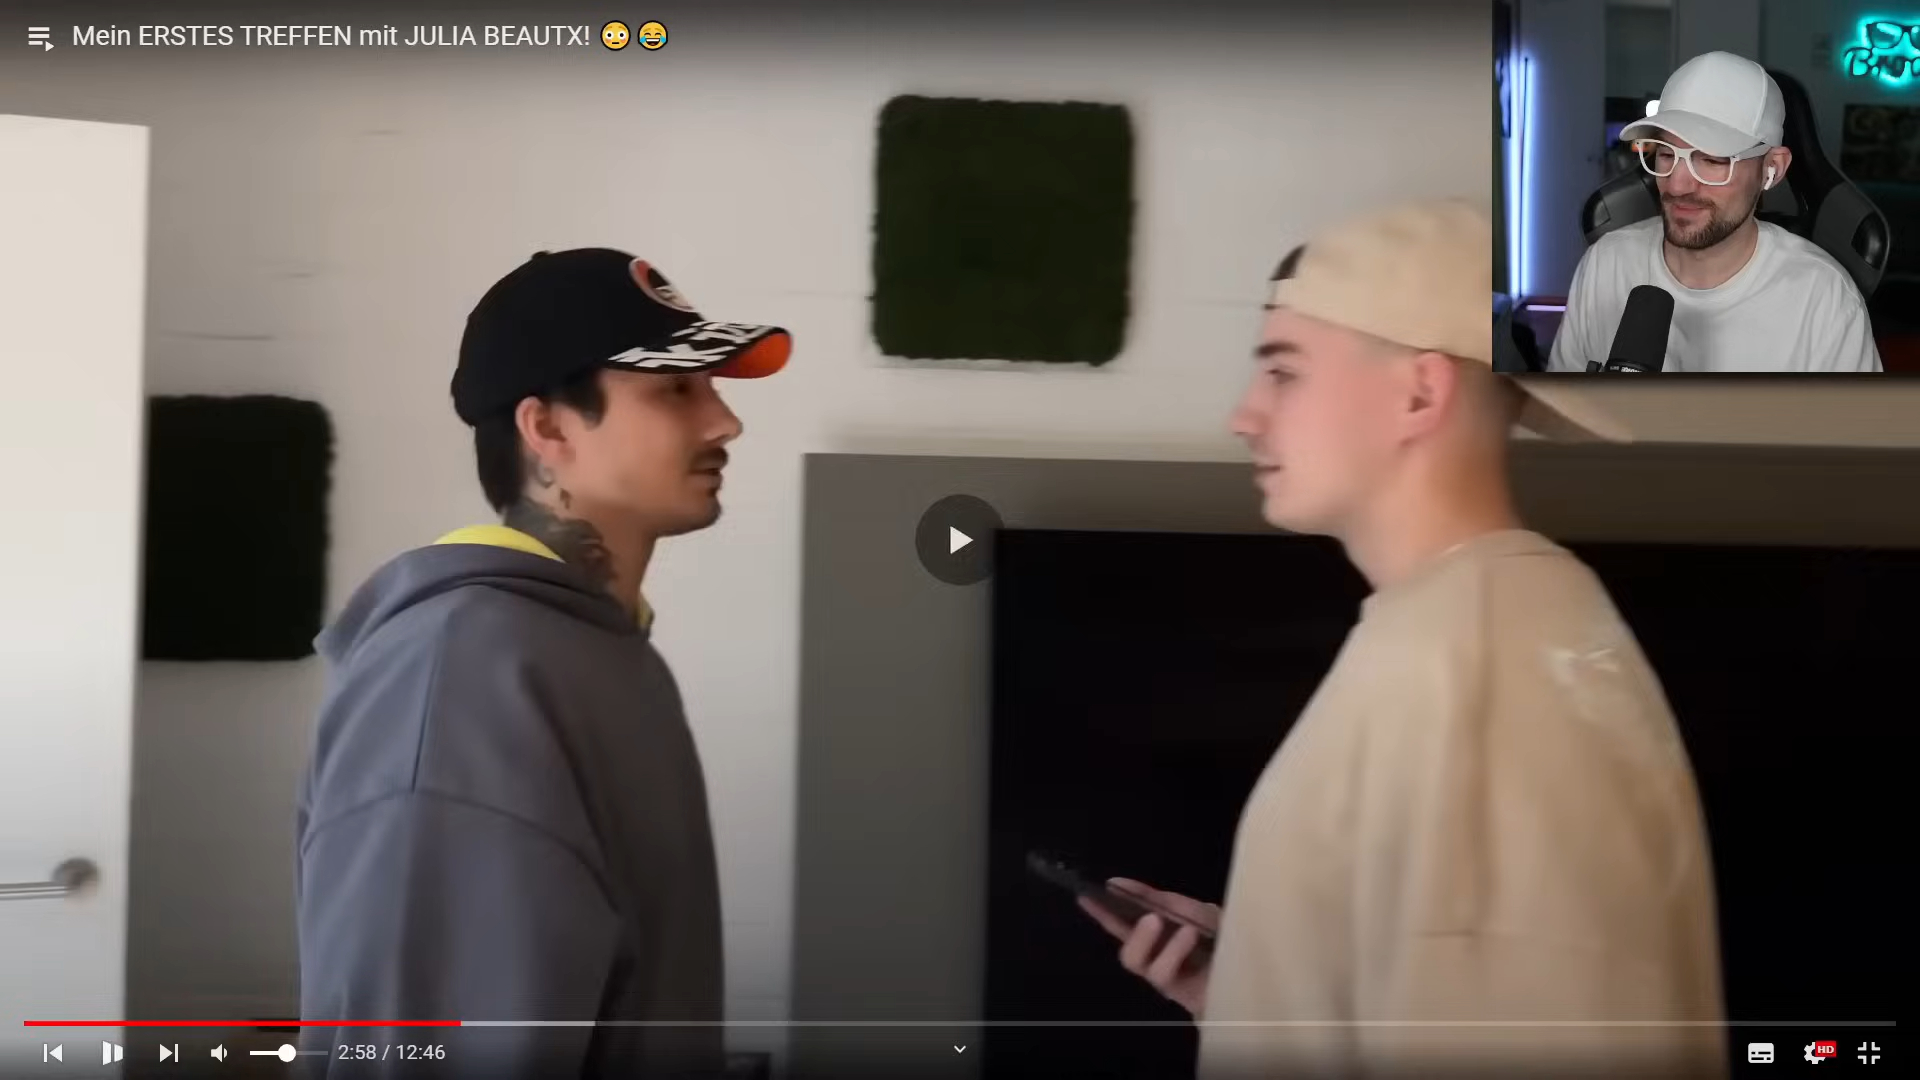 Mein ERSTES TREFFEN mit JULIA BEAUTX! 😳 😂
2:58 / 12:46
HD